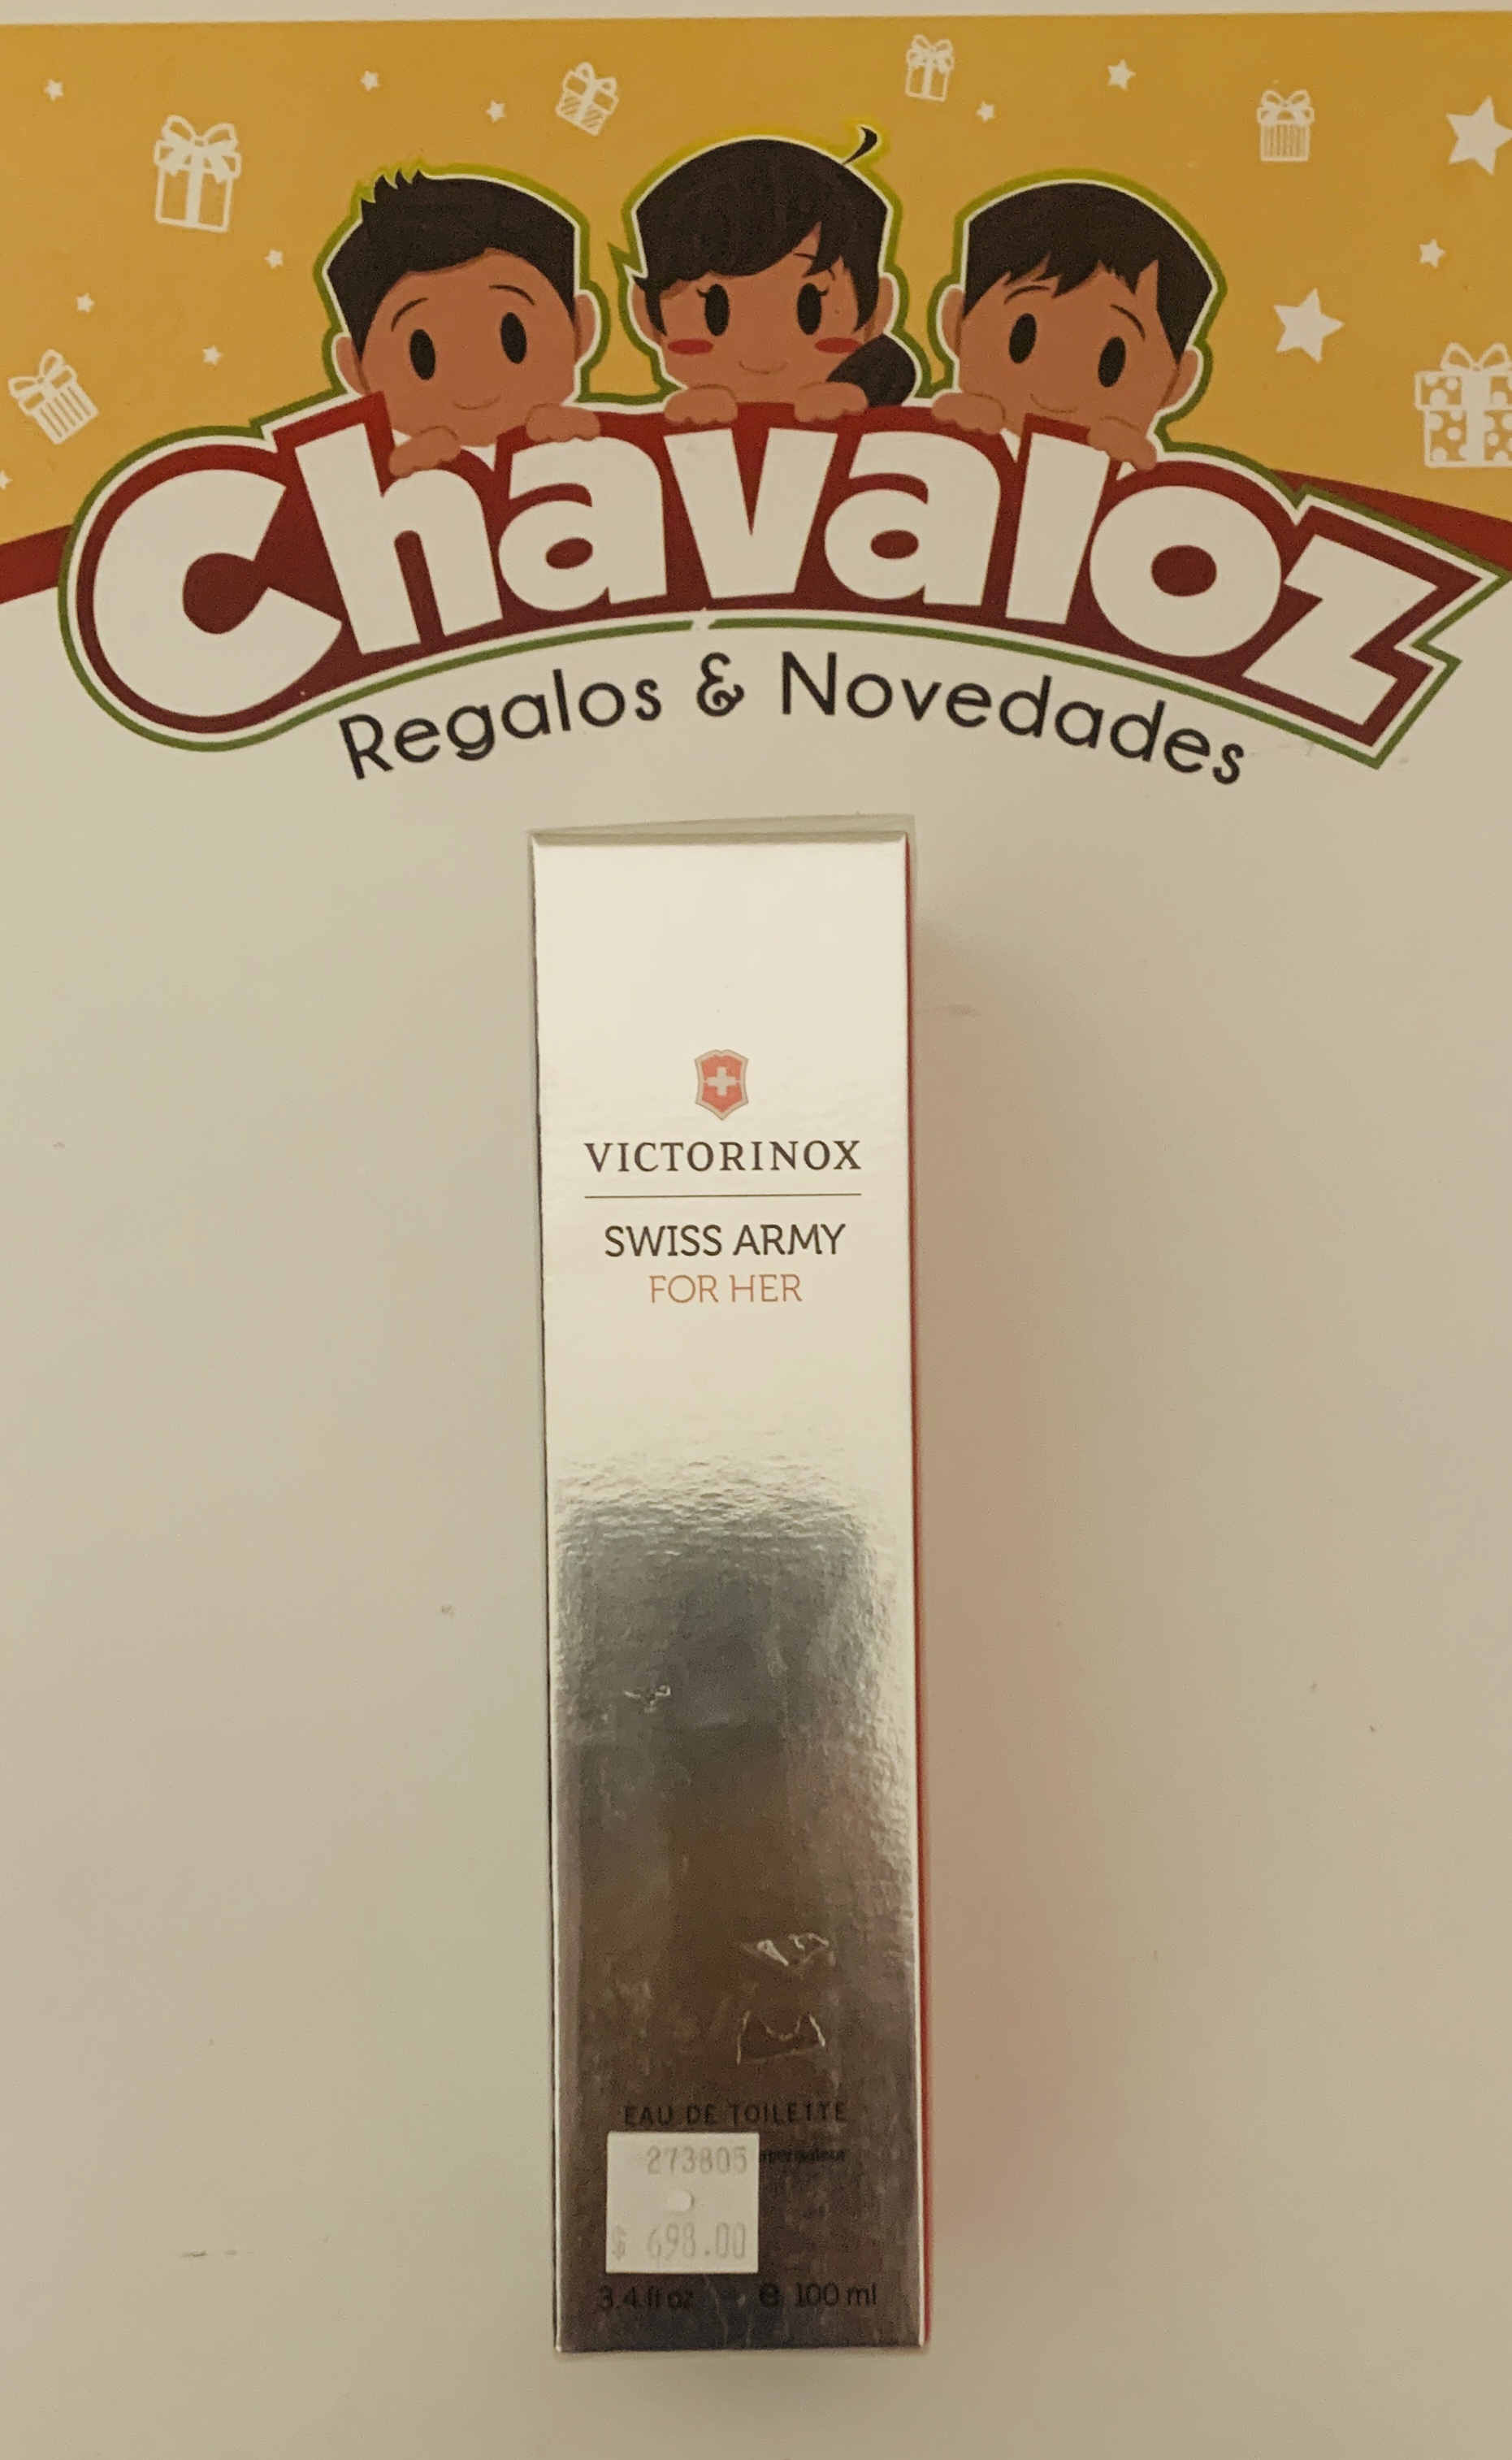 Chavaloz
Regalos & Novedades
VICTORINOX
SWISS ARMY
FOR HER
EAU DE TOILETTE
273805
$ 698.00
3.4 fl oz e 100 ml